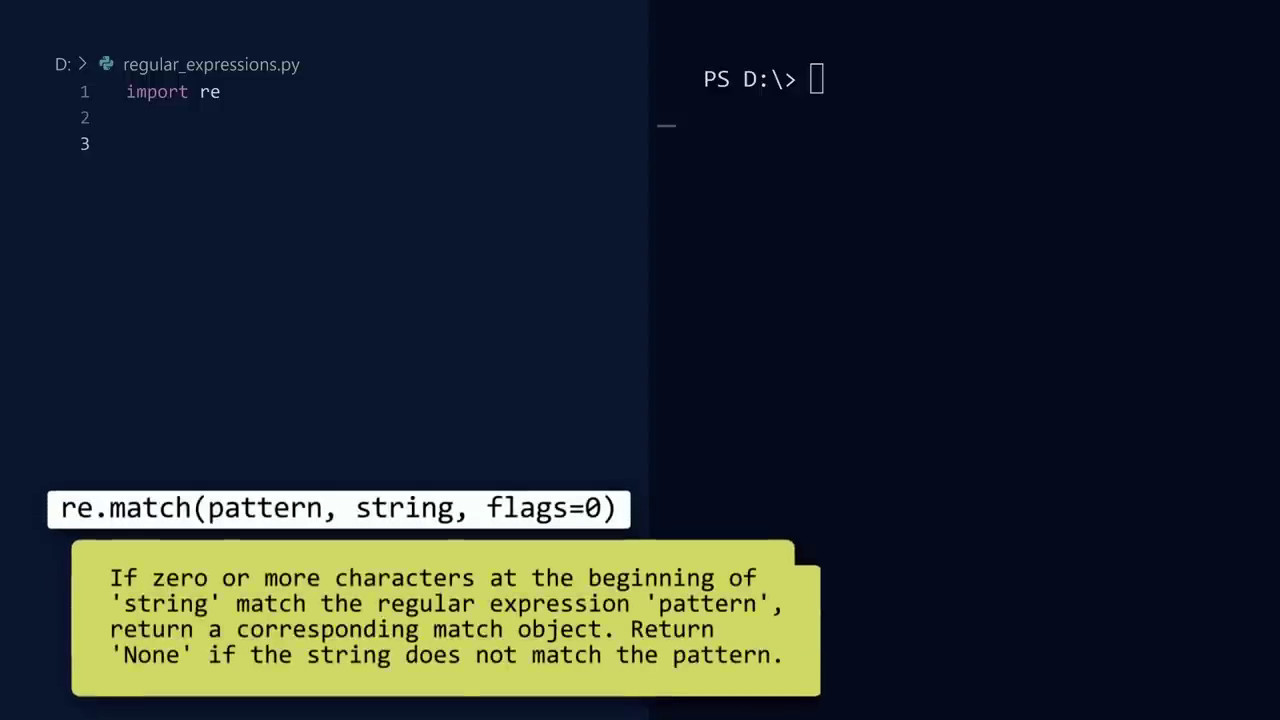 D: > regular_expressions.py
1 import re
2
3
PS D:\>
re.match(pattern, string, flags=0)
If zero or more characters at the beginning of
'string' match the regular expression 'pattern',
return a corresponding match object. Return
'None' if the string does not match the pattern.